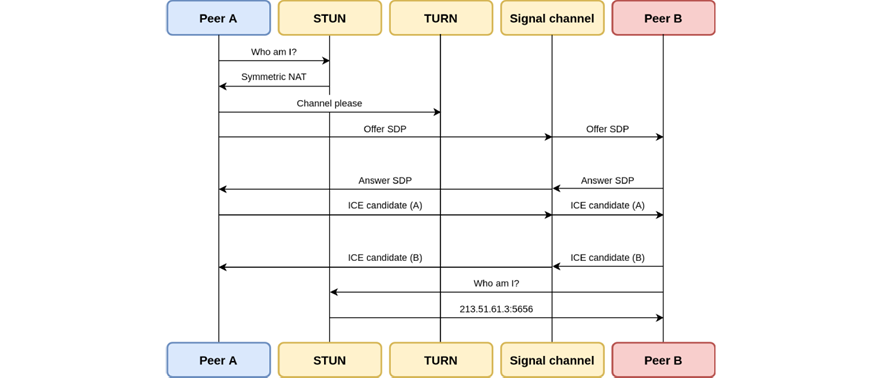 Peer A
STUN
TURN
Signal channel
Peer B
Who am I?
Symmetric NAT
Channel please
Offer SDP
Offer SDP
Answer SDP
Answer SDP
ICE candidate (A)
ICE candidate (A)
ICE candidate (B)
ICE candidate (B)
Who am I?
213.51.61.3:5656
Peer A
STUN
TURN
Signal channel
Peer B